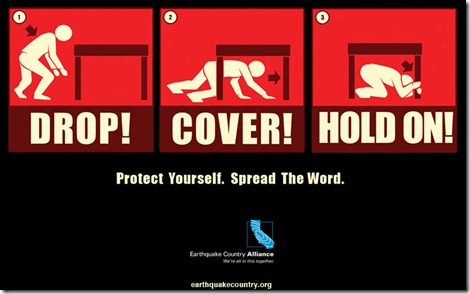 1
2
3
DROP!
COVER!
HOLD ON!
Protect Yourself. Spread The Word.
Earthquake Country Alliance
We're all in this together.
earthquakecountry.org